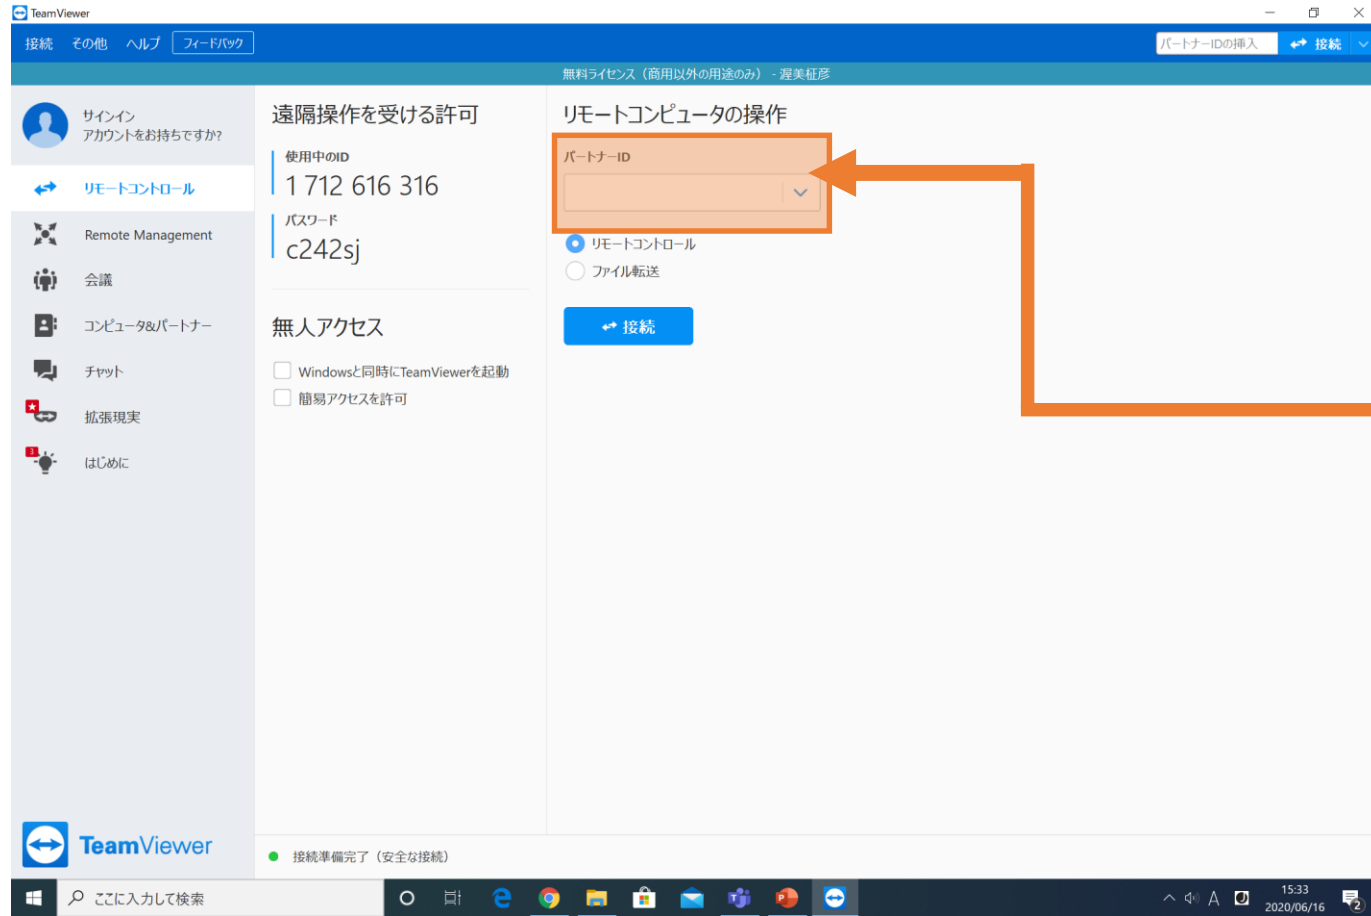 TeamViewer
接続 その他 ヘルプ フィードバック
パートナーIDの挿入 接続
無料ライセンス（商用以外の用途のみ） - 渥美柾彦
サインイン
アカウントをお持ちですか?
リモートコントロール
Remote Management
会議
コンピュータ&パートナー
チャット
拡張現実
3
はじめに
遠隔操作を受ける許可
使用中のID
1 712 616 316
パスワード
c242sj
無人アクセス
Windowsと同時にTeamViewerを起動
簡易アクセスを許可
リモートコンピュータの操作
パートナーID
リモートコントロール
ファイル転送
接続
TeamViewer
接続準備完了（安全な接続）
ここに入力して検索
A
15:33
2020/06/16
2